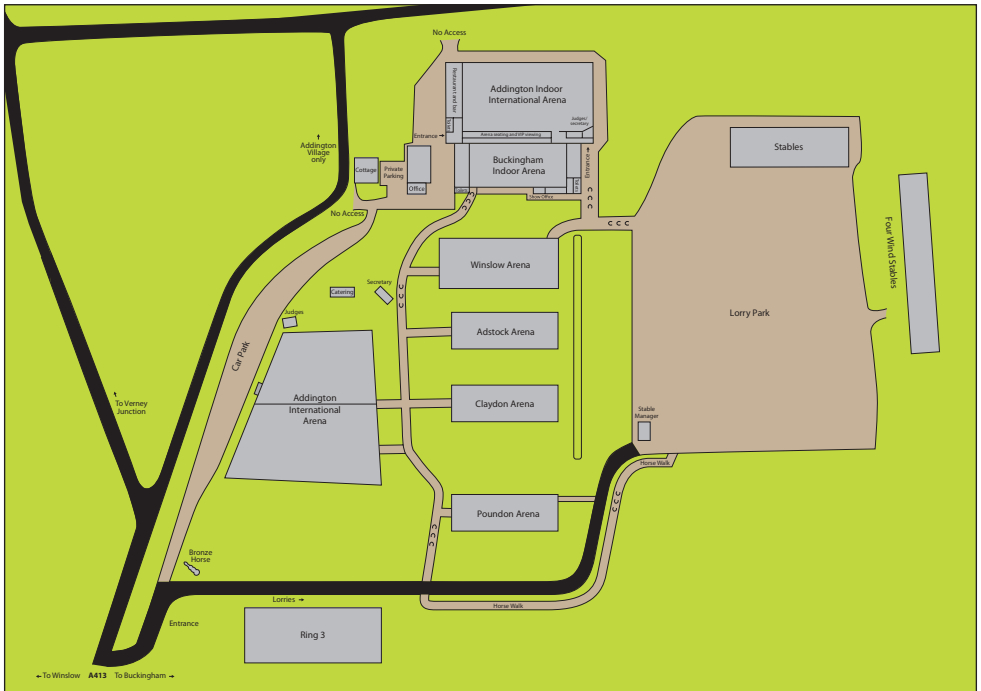 No Access
Restaurant and bar
Addington Indoor
International Arena
Judges/
secretary
Toilets
Entrance →
Arena seating and VIP viewing
↑
Addington
Village
only
Cottage
Private
Parking
Office
Buckingham
Indoor Arena
Entrance →
Toilets
Toilets
Show Office
Stables
No Access
Four Wind Stables
Winslow Arena
Secretary
Catering
Judges
Adstock Arena
Lorry Park
Car Park
Addington
International
Arena
Claydon Arena
To Verney
Junction
Stable
Manager
Horse Walk
Poundon Arena
Bronze
Horse
Lorries →
Horse Walk
Entrance
Ring 3
← To Winslow A413 To Buckingham →